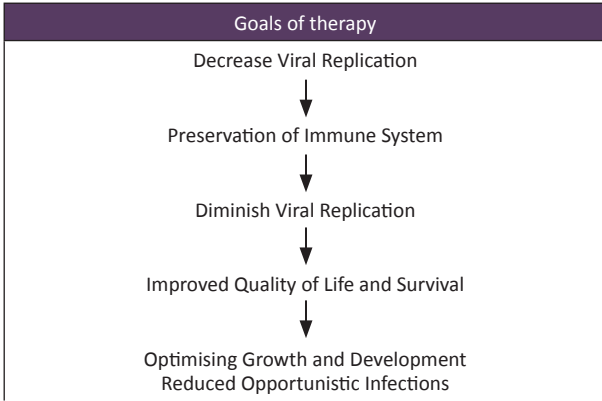 Goals of therapy
Decrease Viral Replication
Preservation of Immune System
Diminish Viral Replication
Improved Quality of Life and Survival
Optimising Growth and Development
Reduced Opportunistic Infections